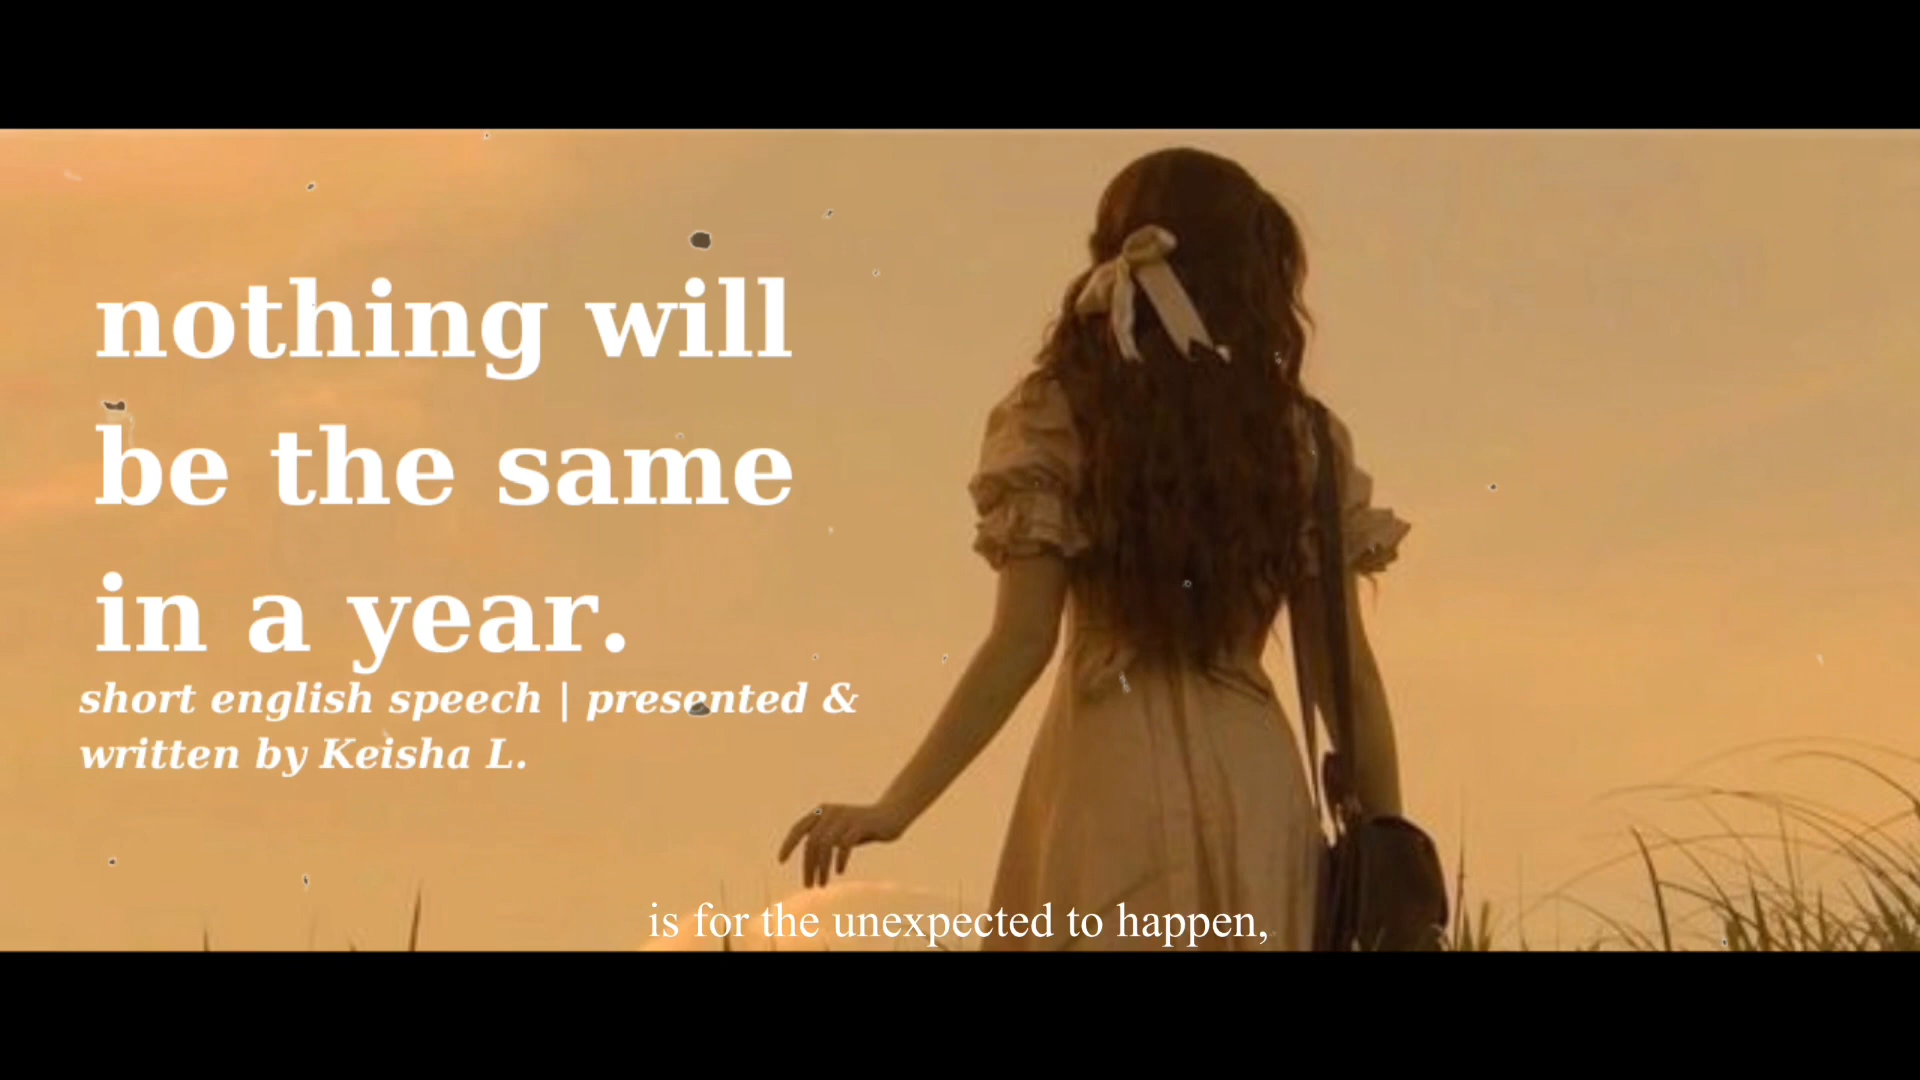 nothing will
be the same
in a year.
short english speech | presented &
written by Keisha L.
is for the unexpected to happen,